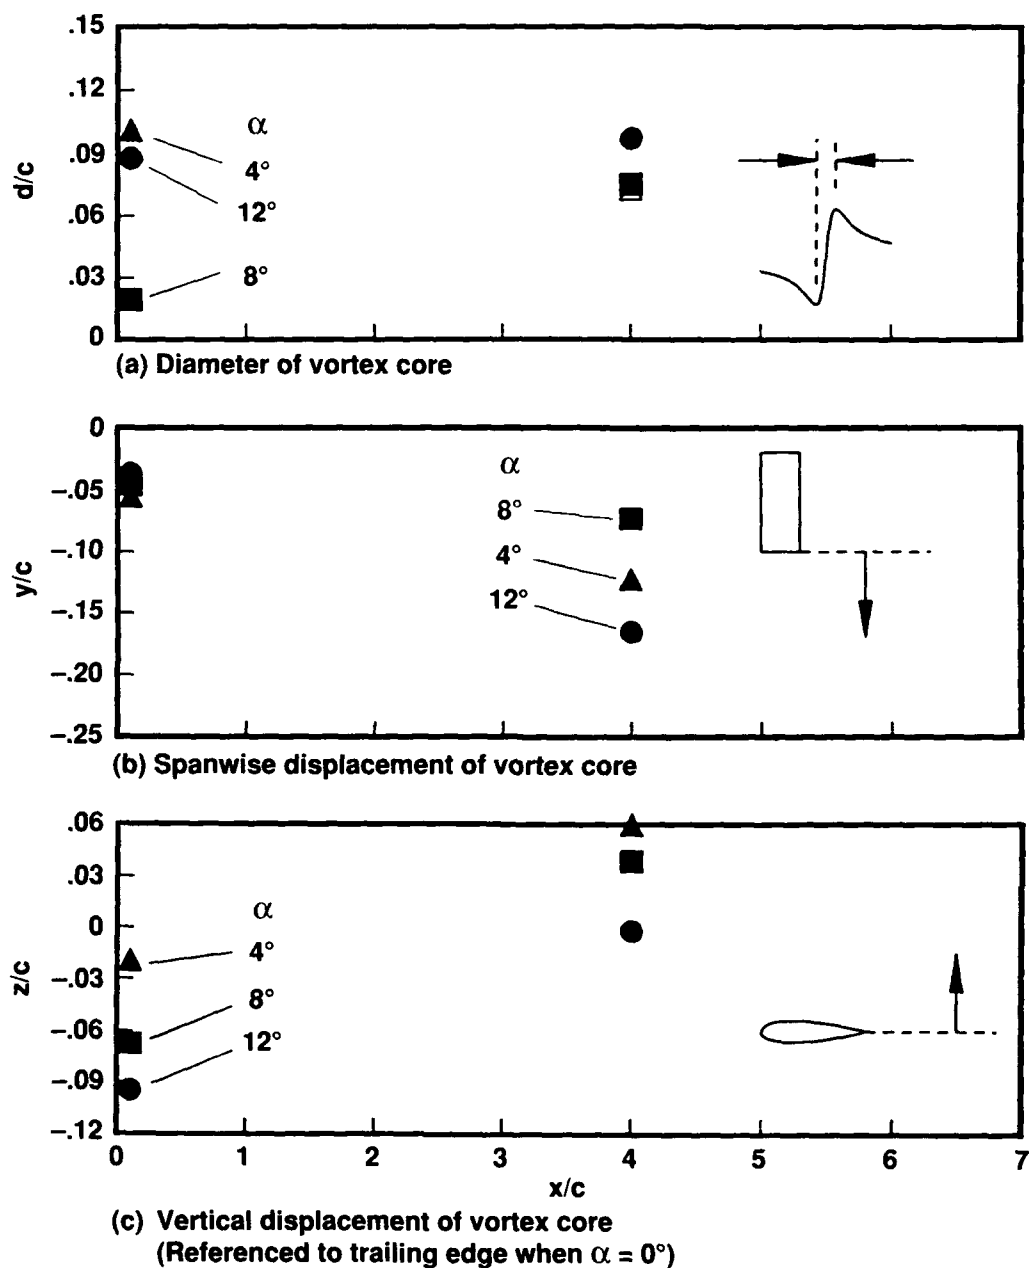 .15
.12
.09
.06
.03
0
d/c
α
4°
12°
8°
(a) Diameter of vortex core
0
−.05
−.10
−.15
−.20
−.25
y/c
α
8°
4°
12°
(b) Spanwise displacement of vortex core
.06
.03
0
−.03
−.06
−.09
−.12
z/c
α
4°
8°
12°
0 1 2 3 4 5 6 7
x/c
(c) Vertical displacement of vortex core
(Referenced to trailing edge when α = 0°)